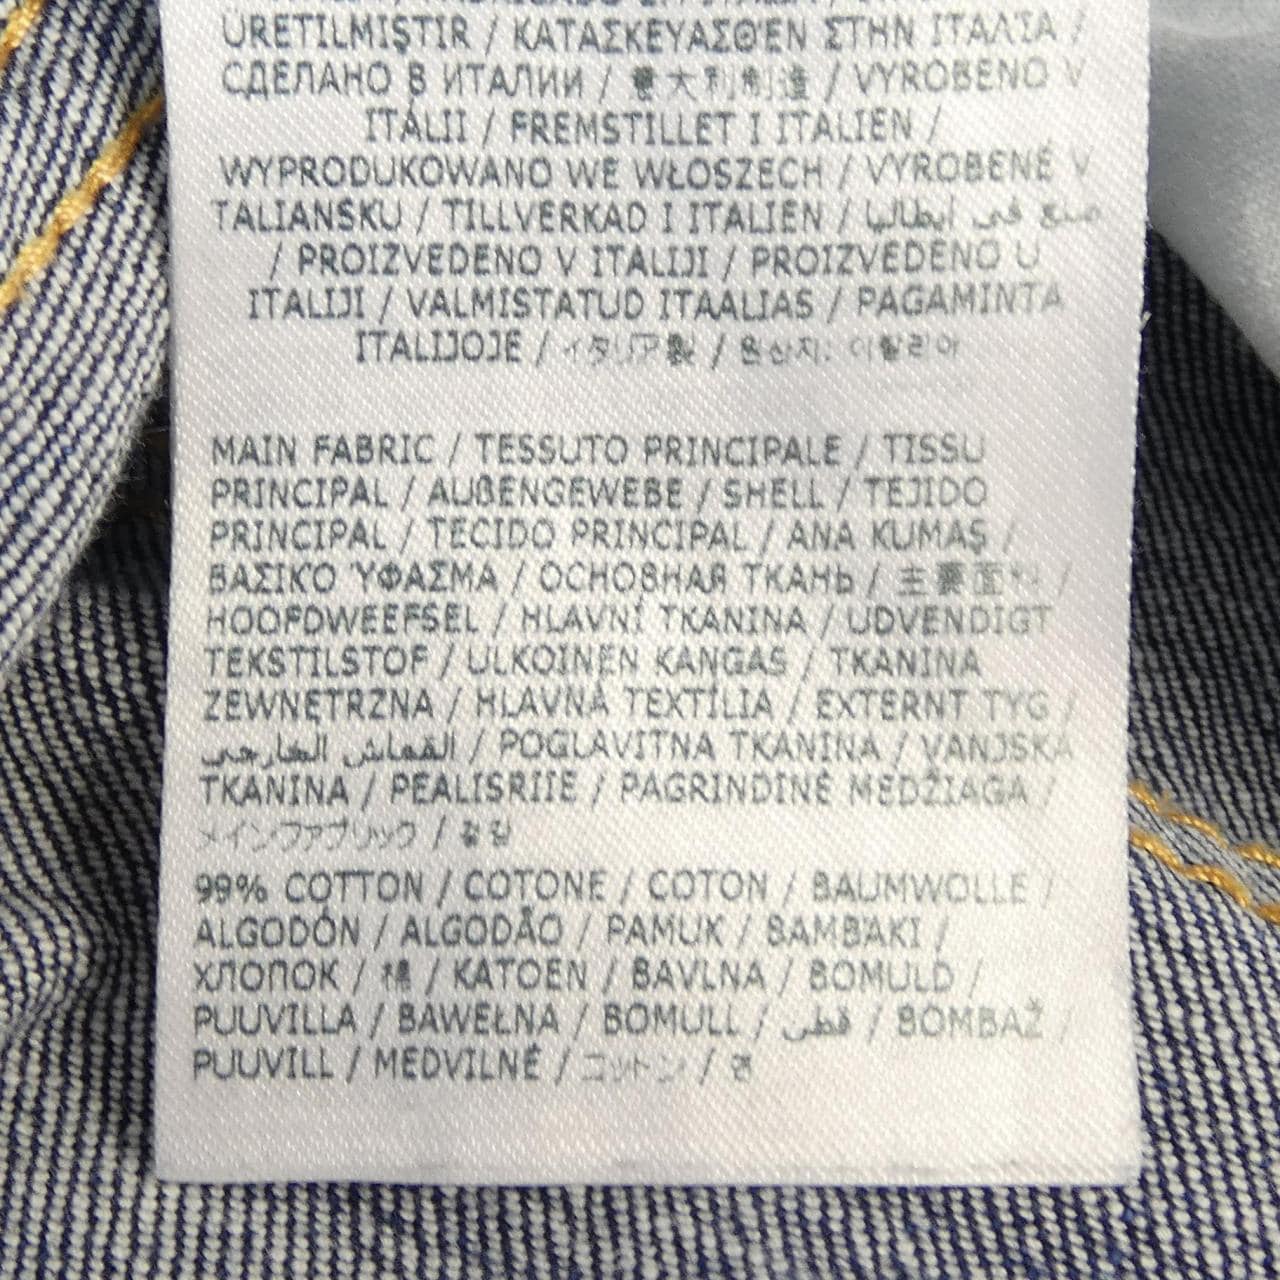 ÜRETILMIŞTIR / ΚΑΤΑΣΚΕΥΑΣΘΕΝ ΣΤΗΝ ΙΤΑΛΊΑ /
СДЕЛАНО В ИТАЛИИ / 意大利制造 / VYROBENO V
ITÁLII / FREMSTILLET I ITALIEN /
WYPRODUKOWANO WE WŁOSZECH / VYROBENÉ V
TALIANSKU / TILLVERKAD I ITALIEN / صنع في ايطاليا
/ PROIZVEDENO V ITALIJI / PROIZVEDENO U
ITALIJI / VALMISTATUD ITAALIAS / PAGAMINTA
ITALIJOJE / イタリア製 / 원산지: 이탈리아
MAIN FABRIC / TESSUTO PRINCIPALE / TISSU
PRINCIPAL / AUßENGEWEBE / SHELL / TEJIDO
PRINCIPAL / TECIDO PRINCIPAL / ANA KUMAŞ /
ΒΑΣΙΚΟ ΎΦΑΣΜΑ / ОСНОВНАЯ ТКАНЬ / 主要面料 /
HOOFDWEEFSEL / HLAVNÍ TKANINA / UDVENDIGT
TEKSTILSTOF / ULKOINEN KANGAS / TKANINA
ZEWNĘTRZNA / HLAVNÁ TEXTÍLIA / EXTERNT TYG /
القماش الخارجي / POGLAVITNA TKANINA / VANJSKA
TKANINA / PEALISRIIE / PAGRINDINĖ MEDŽIAGA /
メインファブリック / 겉감
99% COTTON / COTONE / COTON / BAUMWOLLE /
ALGODÓN / ALGODÃO / PAMUK / ΒΑΜΒΆΚΙ /
ХЛОПОК / 棉 / KATOEN / BAVLNA / BOMULD /
PUUVILLA / BAWEŁNA / BOMULL / قطن / BOMBAŽ /
PUUVILL / MEDVILNĖ / コットン / 면